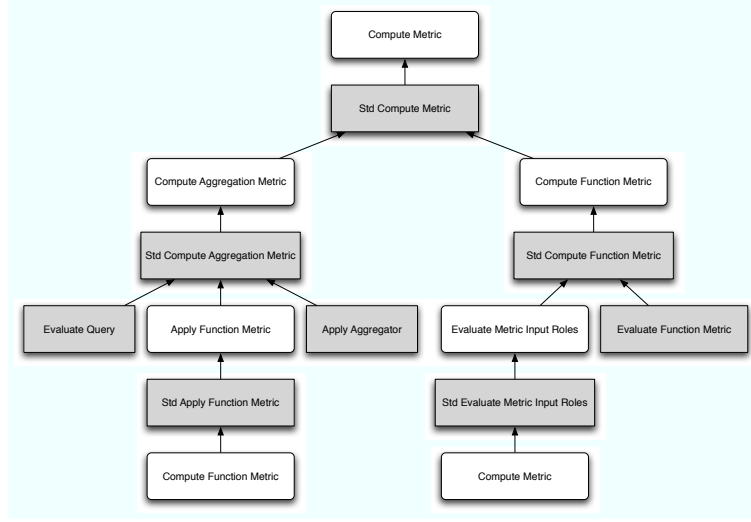 Compute Metric
Std Compute Metric
Compute Aggregation Metric
Compute Function Metric
Std Compute Aggregation Metric
Std Compute Function Metric
Evaluate Query
Apply Function Metric
Apply Aggregator
Evaluate Metric Input Roles
Evaluate Function Metric
Std Apply Function Metric
Std Evaluate Metric Input Roles
Compute Function Metric
Compute Metric